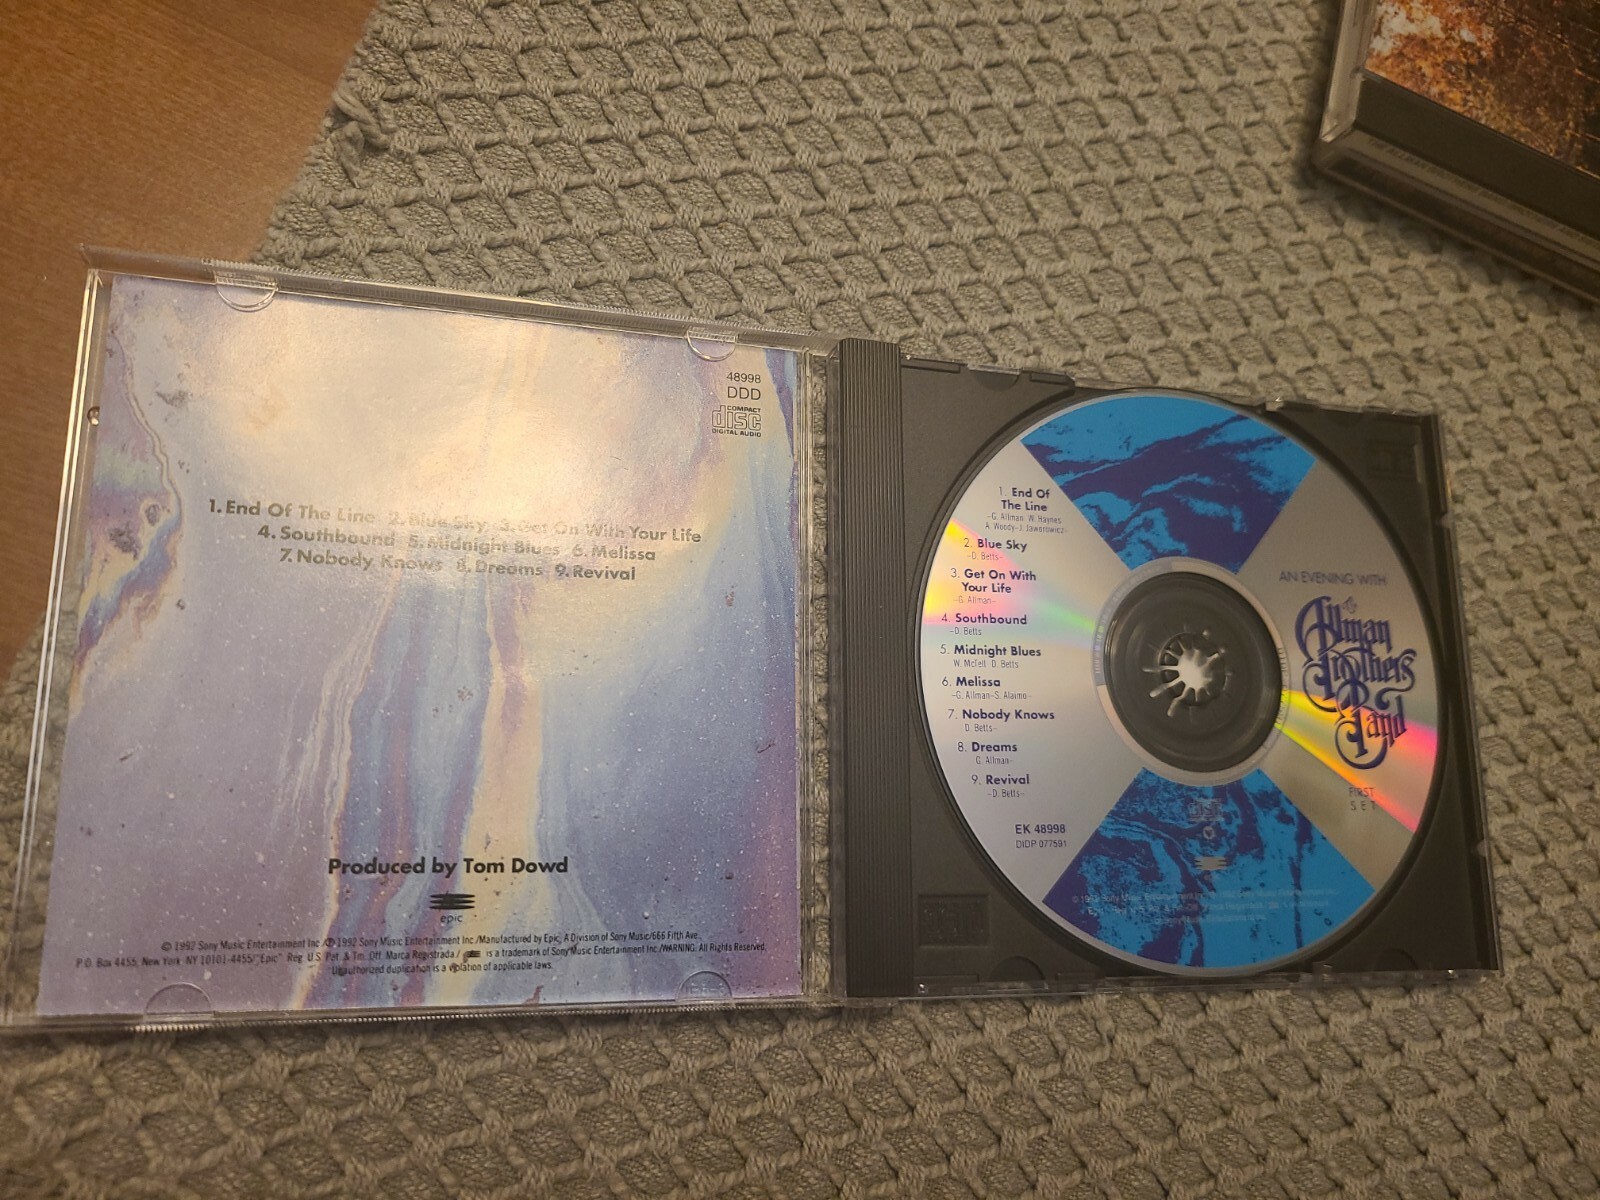 48998
DDD
COMPACT
disc
DIGITAL AUDIO
1. End Of The Line 2. Blue Sky 3. Get On With Your Life
4. Southbound 5. Midnight Blues 6. Melissa
7. Nobody Knows 8. Dreams 9. Revival
Produced by Tom Dowd
epic
© 1992 Sony Music Entertainment Inc./℗ 1992 Sony Music Entertainment Inc./Manufactured by Epic, A Division of Sony Music/666 Fifth Ave.,
P.O. Box 4455, New York, NY 10101-4455/"Epic" Reg. U.S. Pat. & Tm. Off. Marca Registrada/ is a trademark of Sony Music Entertainment Inc./WARNING: All Rights Reserved.
Unauthorized duplication is a violation of applicable laws.
1. End Of
The Line
-G. Allman W. Haynes
A. Woody-J. Jaworowicz-
2. Blue Sky
-D. Betts-
3. Get On With
Your Life
-G. Allman-
4. Southbound
-D. Betts
5. Midnight Blues
W. McTell D. Betts
6. Melissa
-G. Allman-S. Alaimo-
7. Nobody Knows
D. Betts-
8. Dreams
G. Allman-
9. Revival
-D. Betts-
EK 48998
DIDP 077591
AN EVENING WITH
The
Allman
Brothers
Band
FIRST
SET